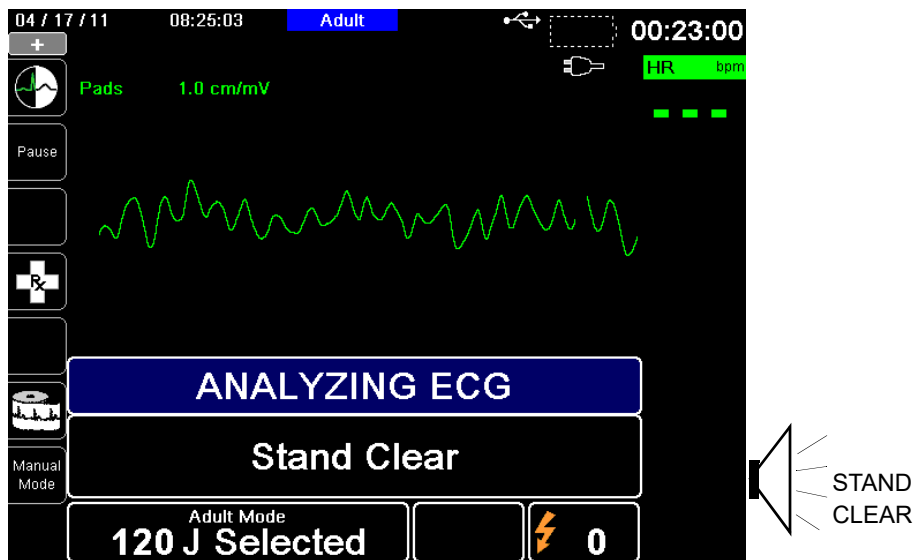 04 / 17 / 11 08:25:03 Adult 00:23:00
+
HR bpm
Pads 1.0 cm/mV
- - -
Pause
Rx
ANALYZING ECG
Stand Clear
Manual
Mode
Adult Mode
120 J Selected
0
STAND
CLEAR